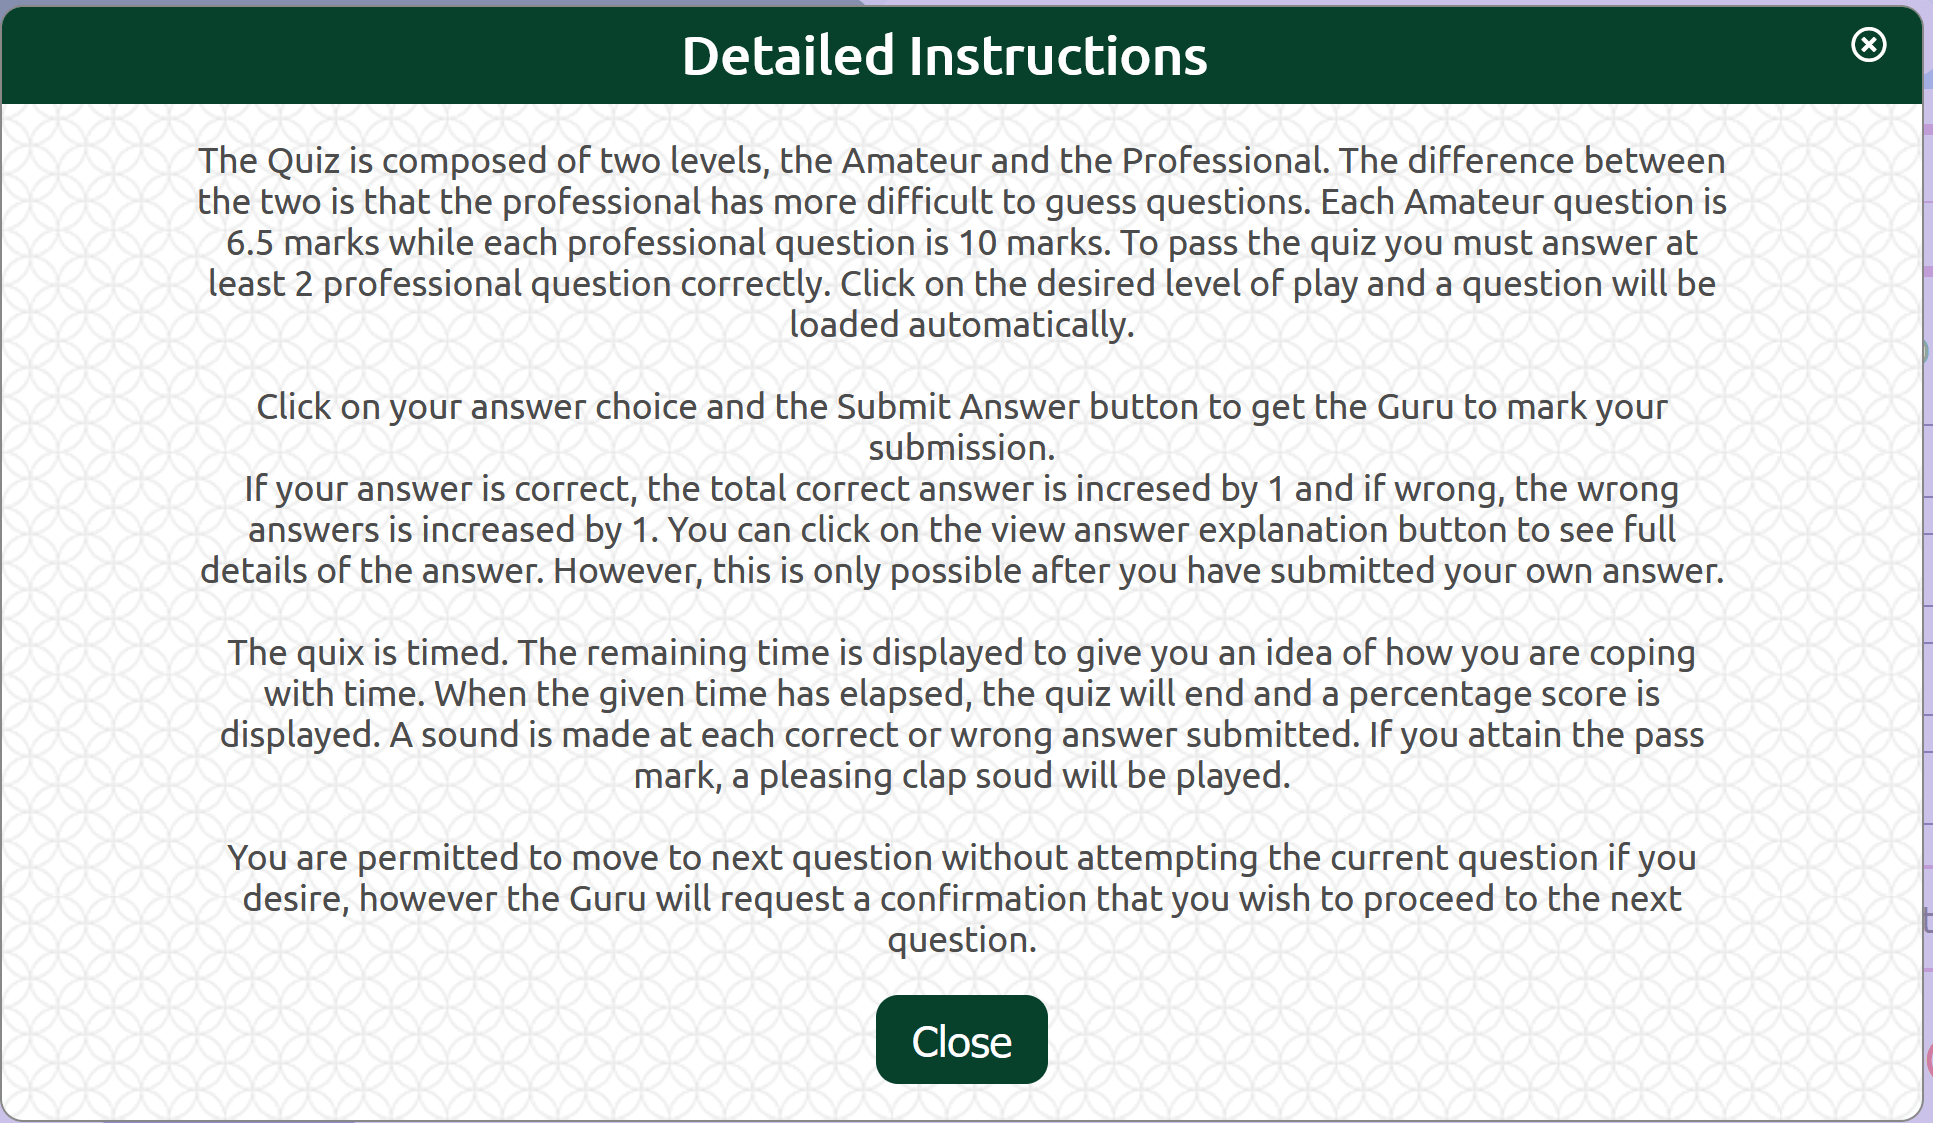 Detailed Instructions
The Quiz is composed of two levels, the Amateur and the Professional. The difference between
the two is that the professional has more difficult to guess questions. Each Amateur question is
6.5 marks while each professional question is 10 marks. To pass the quiz you must answer at
least 2 professional question correctly. Click on the desired level of play and a question will be
loaded automatically.
Click on your answer choice and the Submit Answer button to get the Guru to mark your
submission.
If your answer is correct, the total correct answer is incresed by 1 and if wrong, the wrong
answers is increased by 1. You can click on the view answer explanation button to see full
details of the answer. However, this is only possible after you have submitted your own answer.
The quix is timed. The remaining time is displayed to give you an idea of how you are coping
with time. When the given time has elapsed, the quiz will end and a percentage score is
displayed. A sound is made at each correct or wrong answer submitted. If you attain the pass
mark, a pleasing clap soud will be played.
You are permitted to move to next question without attempting the current question if you
desire, however the Guru will request a confirmation that you wish to proceed to the next
question.
Close